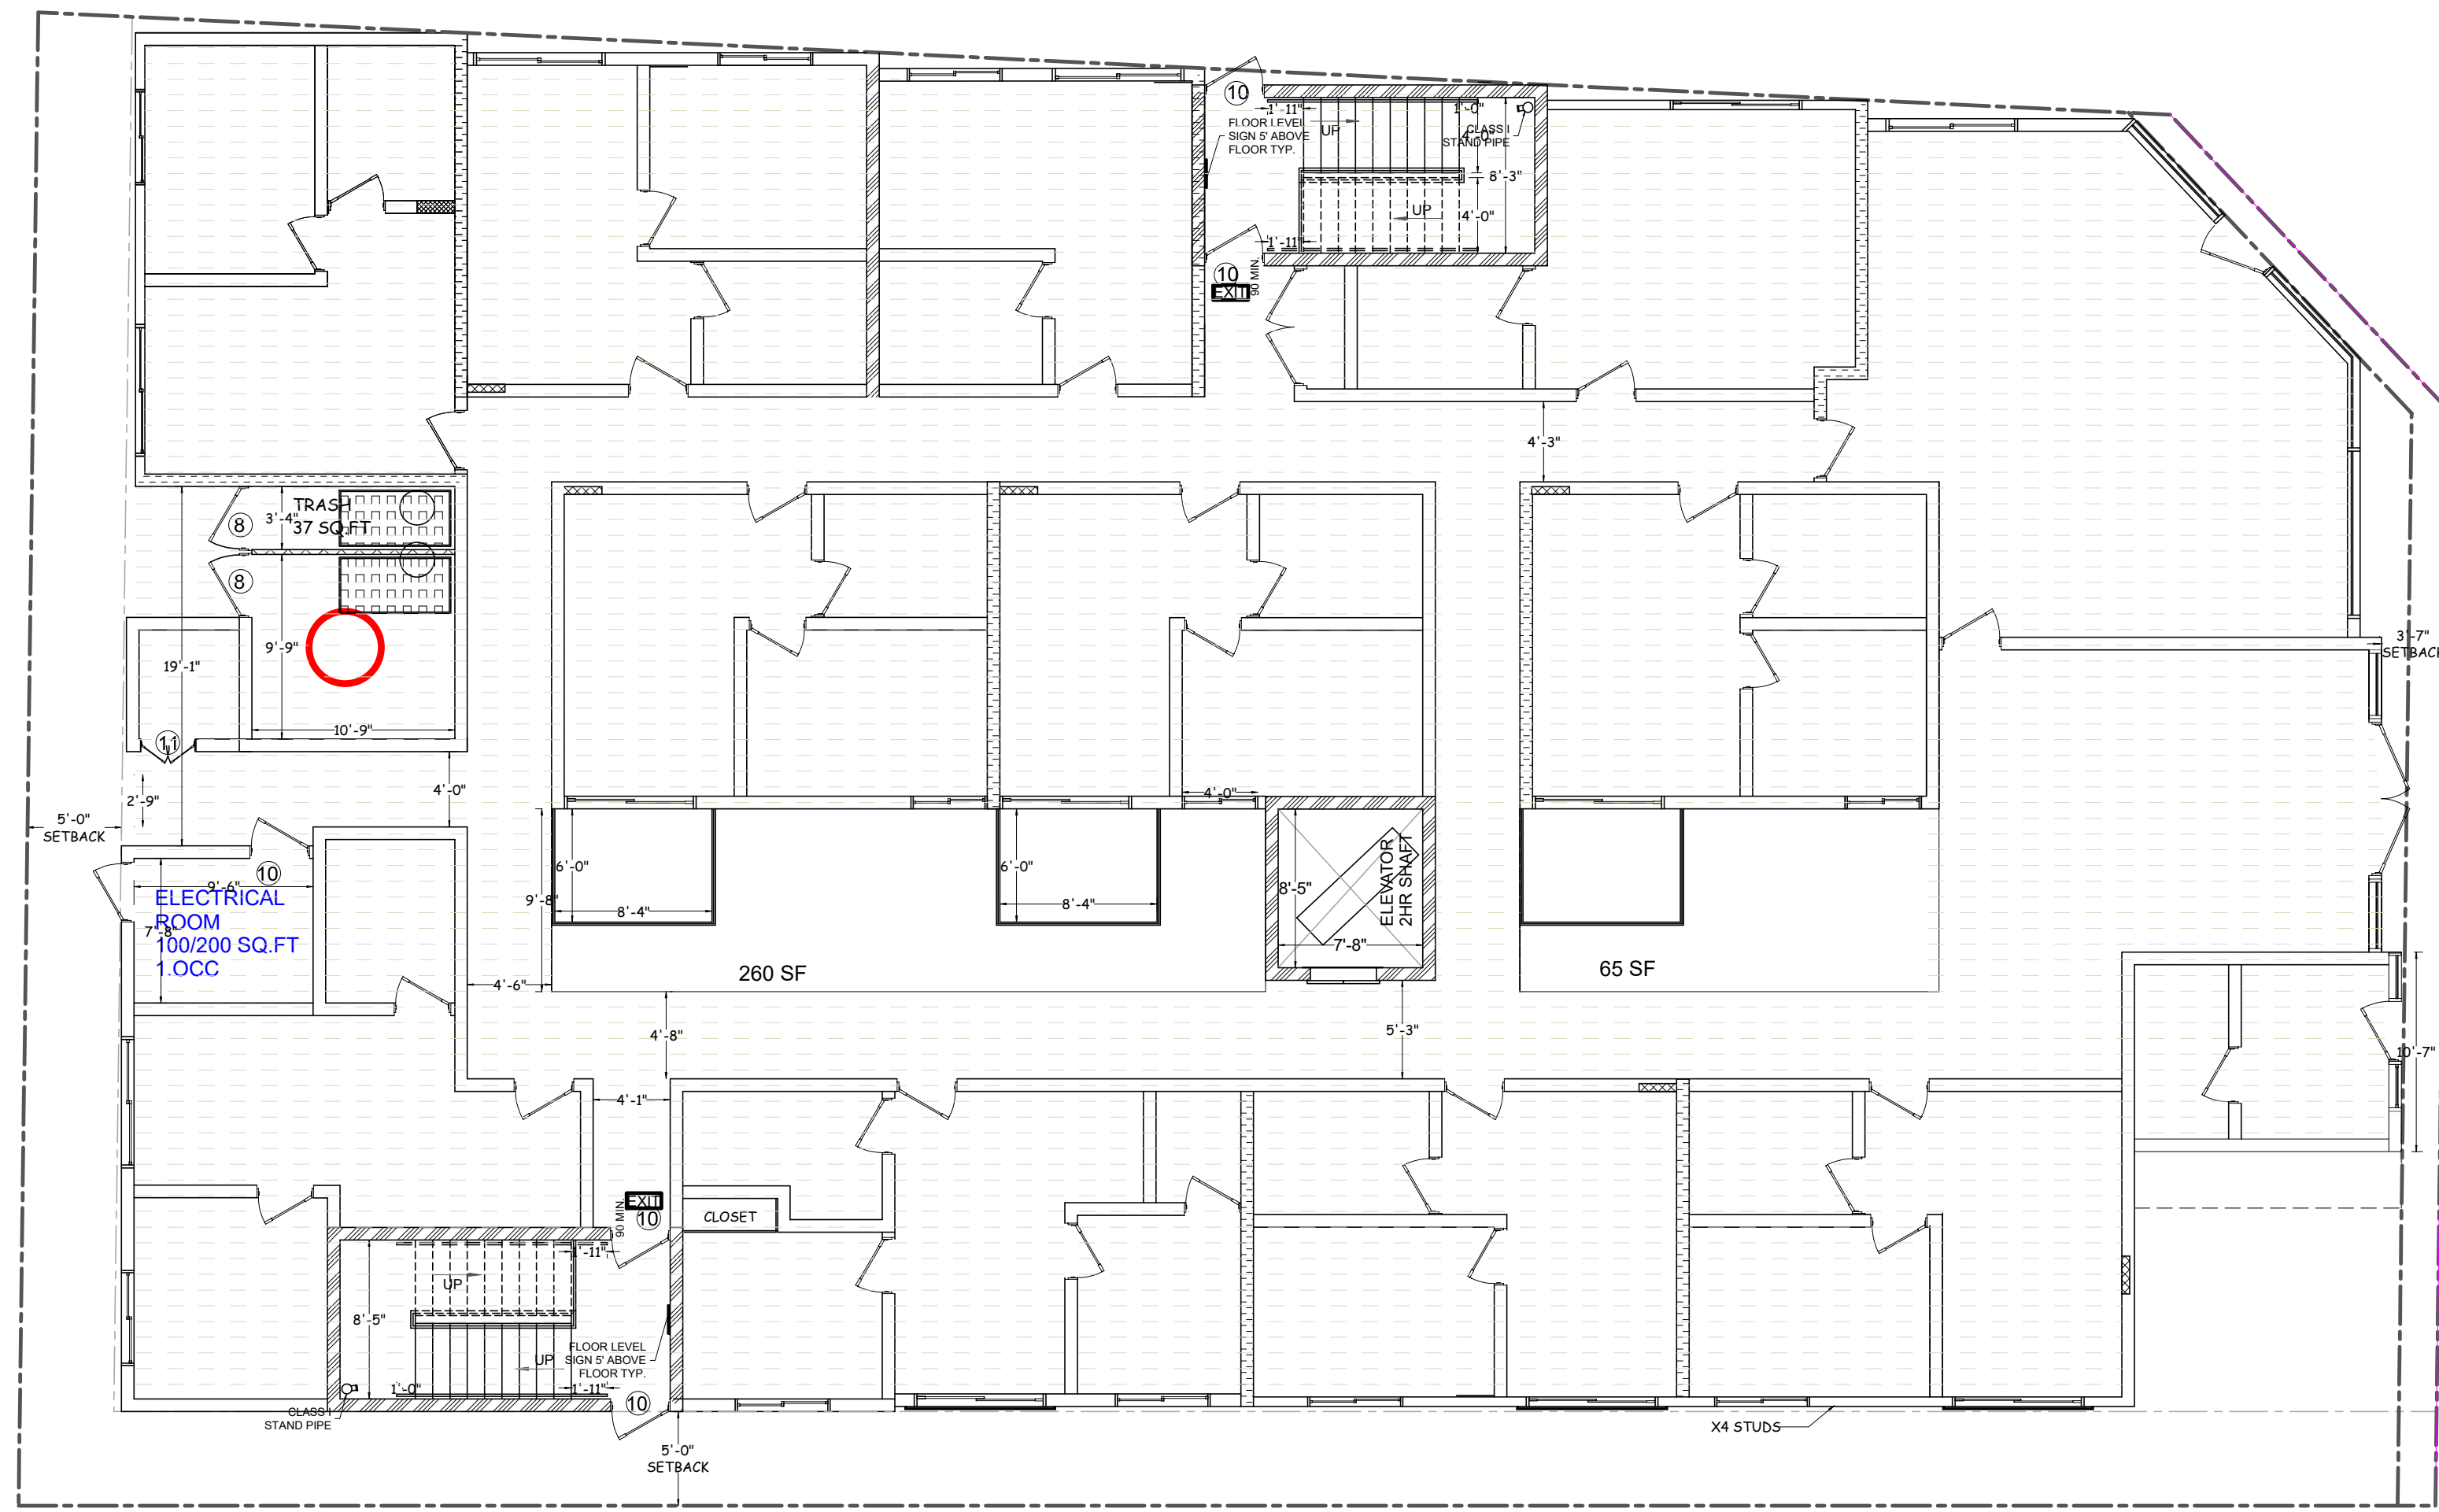 10
1'-11"
FLOOR LEVEL
SIGN 5' ABOVE
FLOOR TYP.
UP
1'-0"
CLASS I
STAND PIPE
4'-0"
8'-3"
UP
4'-0"
1'-11"
10
EXIT
90 MIN.
4'-3"
TRASH
37 SQ.FT
3'-4"
8
8
9'-9"
19'-1"
10'-9"
11
3'-7"
SETBACK
2'-9"
4'-0"
5'-0"
SETBACK
4'-0"
10
9'-6"
ELECTRICAL
ROOM
100/200 SQ.FT
1.OCC
7'-8"
6'-0"
9'-8"
8'-4"
6'-0"
8'-4"
8'-5"
ELEVATOR
2HR SHAFT
7'-8"
260 SF
65 SF
4'-6"
4'-8"
5'-3"
10'-7"
4'-1"
EXIT
90 MIN.
10
CLOSET
1'-11"
UP
8'-5"
FLOOR LEVEL
SIGN 5' ABOVE
FLOOR TYP.
UP
1'-0"
1'-11"
10
CLASS I
STAND PIPE
5'-0"
SETBACK
X4 STUDS